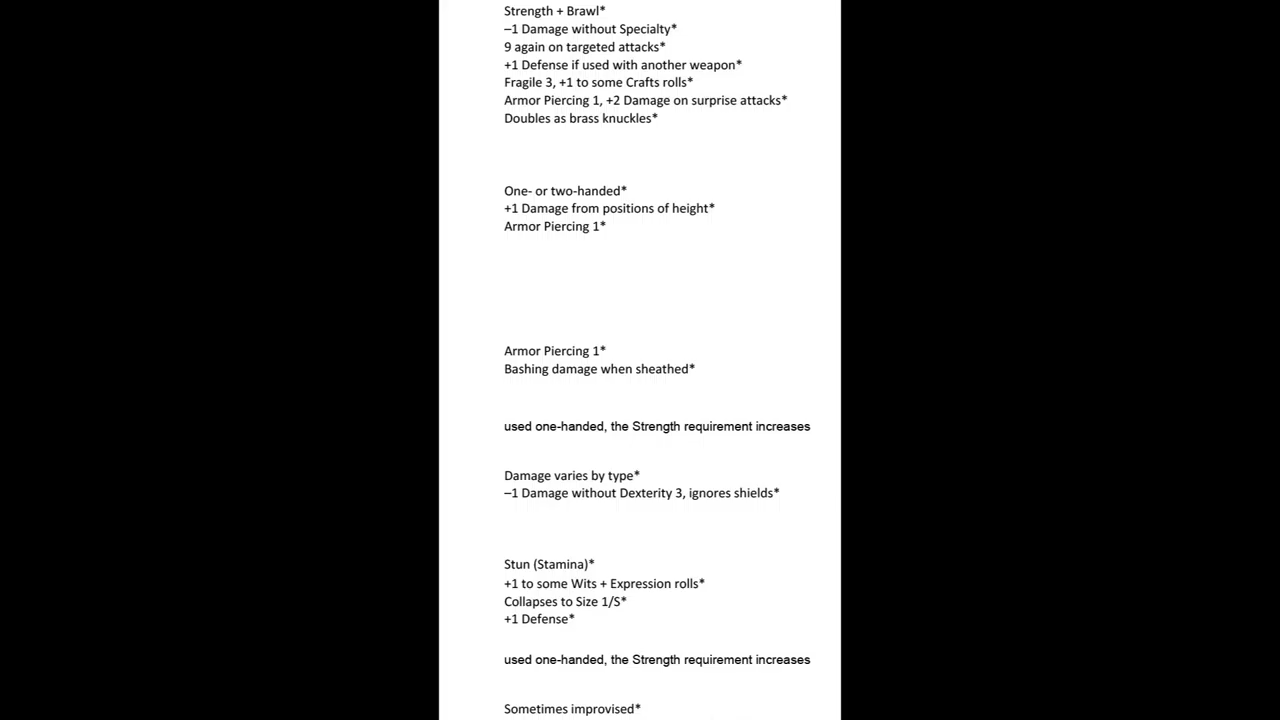 Strength + Brawl*
–1 Damage without Specialty*
9 again on targeted attacks*
+1 Defense if used with another weapon*
Fragile 3, +1 to some Crafts rolls*
Armor Piercing 1, +2 Damage on surprise attacks*
Doubles as brass knuckles*
One- or two-handed*
+1 Damage from positions of height*
Armor Piercing 1*
Armor Piercing 1*
Bashing damage when sheathed*
used one-handed, the Strength requirement increases
Damage varies by type*
–1 Damage without Dexterity 3, ignores shields*
Stun (Stamina)*
+1 to some Wits + Expression rolls*
Collapses to Size 1/S*
+1 Defense*
used one-handed, the Strength requirement increases
Sometimes improvised*